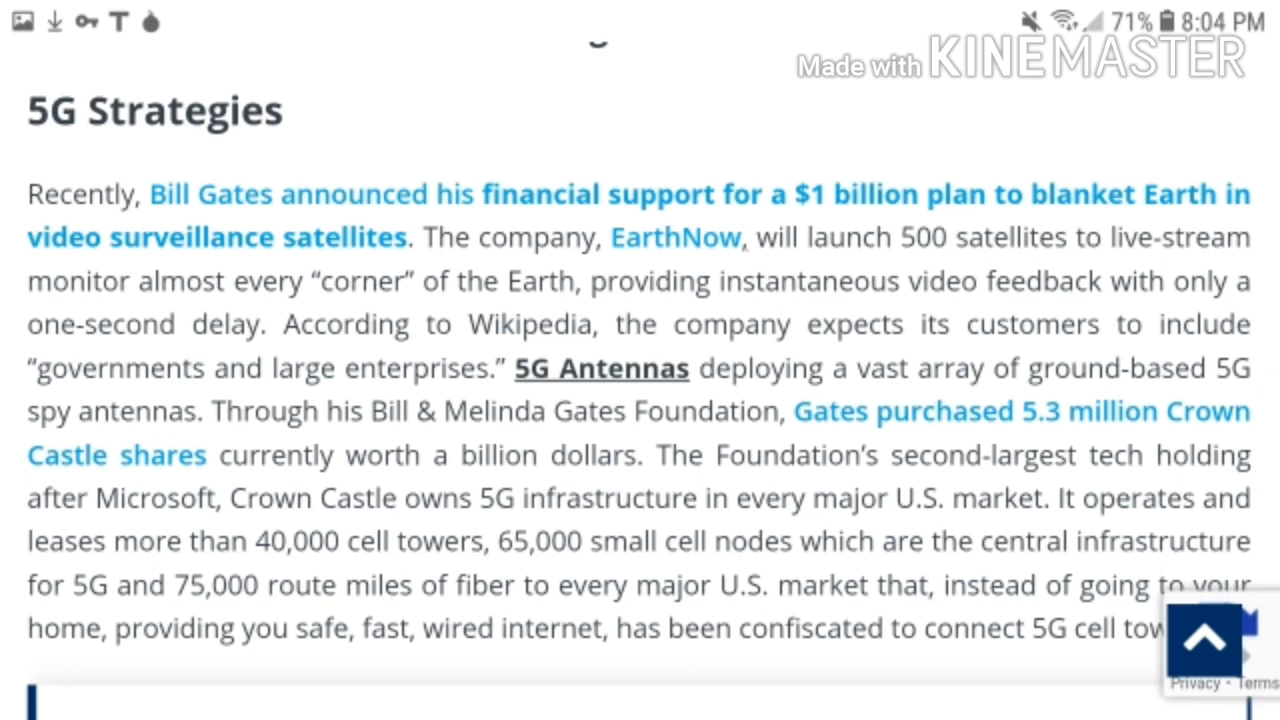 71% 8:04 PM
Made with KINEMASTER
5G Strategies
Recently, Bill Gates announced his financial support for a $1 billion plan to blanket Earth in
video surveillance satellites. The company, EarthNow, will launch 500 satellites to live-stream
monitor almost every “corner” of the Earth, providing instantaneous video feedback with only a
one-second delay. According to Wikipedia, the company expects its customers to include
“governments and large enterprises.” 5G Antennas deploying a vast array of ground-based 5G
spy antennas. Through his Bill & Melinda Gates Foundation, Gates purchased 5.3 million Crown
Castle shares currently worth a billion dollars. The Foundation’s second-largest tech holding
after Microsoft, Crown Castle owns 5G infrastructure in every major U.S. market. It operates and
leases more than 40,000 cell towers, 65,000 small cell nodes which are the central infrastructure
for 5G and 75,000 route miles of fiber to every major U.S. market that, instead of going to your
home, providing you safe, fast, wired internet, has been confiscated to connect 5G cell
Privacy - Terms